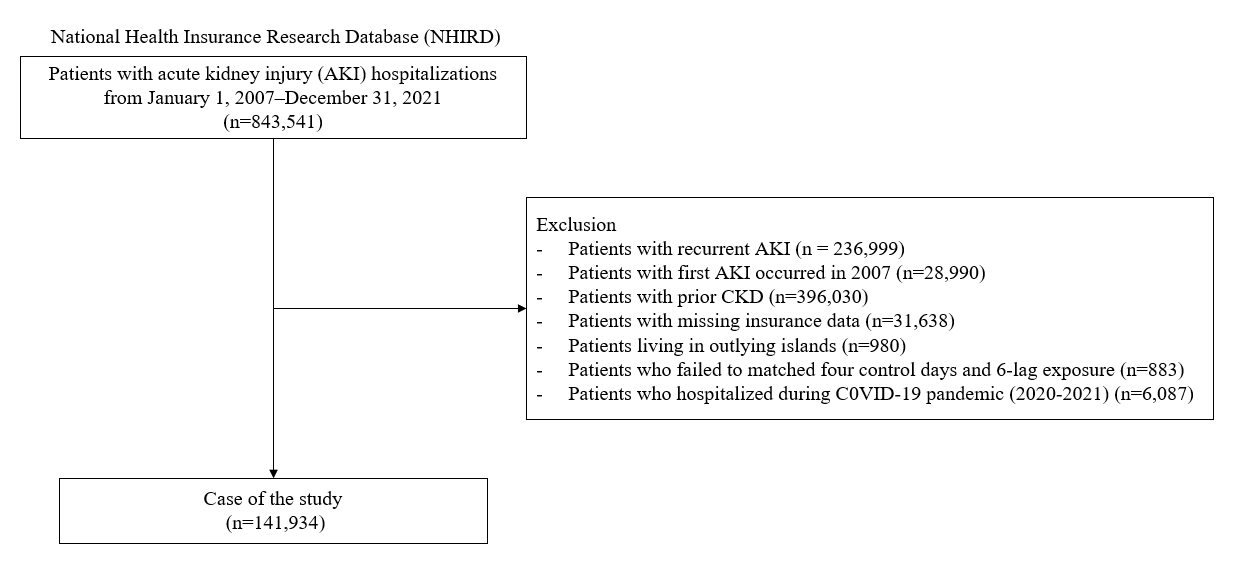 National Health Insurance Research Database (NHIRD)
Patients with acute kidney injury (AKI) hospitalizations
from January 1, 2007–December 31, 2021
(n=843,541)
Exclusion
- Patients with recurrent AKI (n = 236,999)
- Patients with first AKI occurred in 2007 (n=28,990)
- Patients with prior CKD (n=396,030)
- Patients with missing insurance data (n=31,638)
- Patients living in outlying islands (n=980)
- Patients who failed to matched four control days and 6-lag exposure (n=883)
- Patients who hospitalized during C0VID-19 pandemic (2020-2021) (n=6,087)
Case of the study
(n=141,934)